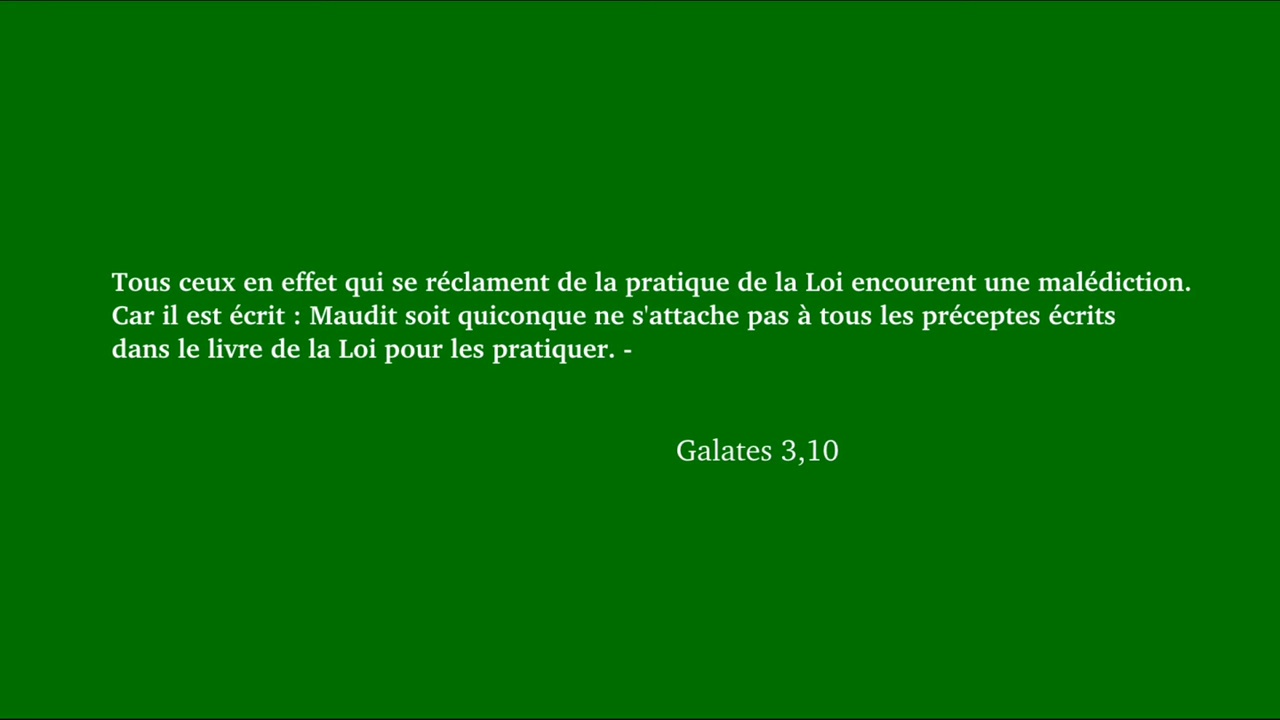 Tous ceux en effet qui se réclament de la pratique de la Loi encourent une malédiction.
Car il est écrit : Maudit soit quiconque ne s'attache pas à tous les préceptes écrits
dans le livre de la Loi pour les pratiquer. -
Galates 3,10